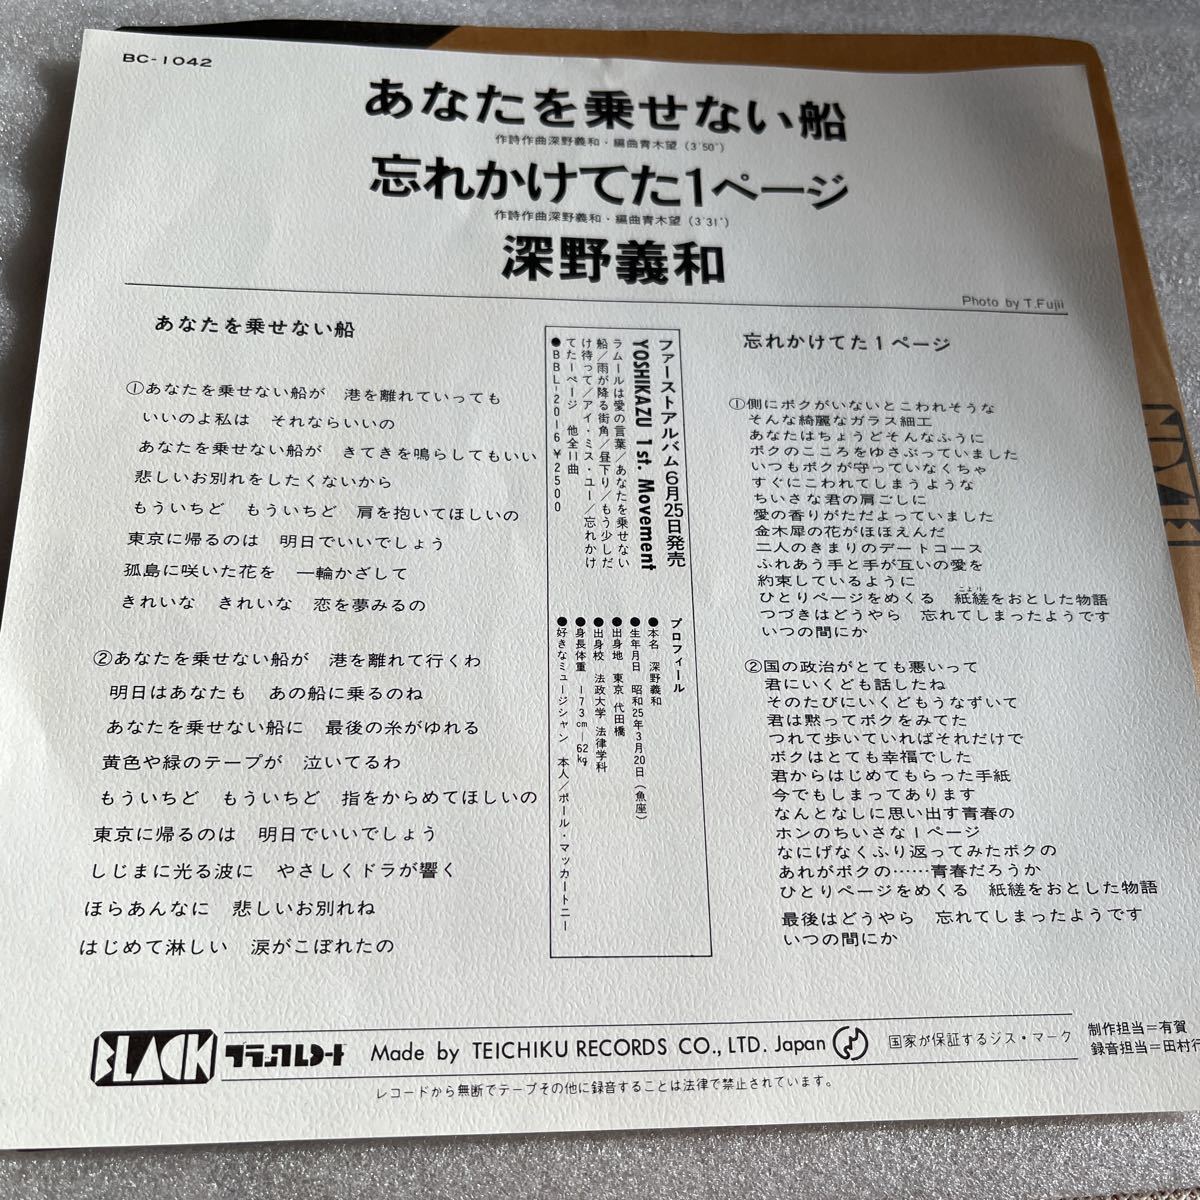 BC-1042
あなたを乗せない船
作詩作曲深野義和・編曲青木望（3'50"）
忘れかけてた1ページ
作詩作曲深野義和・編曲青木望（3'31"）
深野義和
Photo by T.Fujii
あなたを乗せない船
①あなたを乗せない船が　港を離れていっても
いいのよ私は　それならいいの
あなたを乗せない船が　きてきを鳴らしてもいい
悲しいお別れをしたくないから
もういちど　もういちど　肩を抱いてほしいの
東京に帰るのは　明日でいいでしょう
孤島に咲いた花を　一輪かざして
きれいな　きれいな　恋を夢みるの
②あなたを乗せない船が　港を離れて行くわ
明日はあなたも　あの船に乗るのね
あなたを乗せない船に　最後の糸がゆれる
黄色や緑のテープが　泣いてるわ
もういちど　もういちど　指をからめてほしいの
東京に帰るのは　明日でいいでしょう
しじまに光る波に　やさしくドラが響く
ほらあんなに　悲しいお別れね
はじめて淋しい　涙がこぼれたの
ファーストアルバム6月25日発売
YOSHIKAZU 1st. Movement
ラムールは愛の言葉／あなたを乗せない
船／雨が降る街角／昼下り／もう少しだ
け待って／アイ・ミス・ユー／忘れかけ
てた一ページ　他全11曲
●BBL-2016 ¥2500
プロフィール
●本名　深野義和
●生年月日　昭和25年3月20日（魚座）
●出身地　東京　代田橋
●出身校　法政大学　法律学科
●身長体重　173cm—62kg
●好きなミュージシャン　本人／ポール・マッカートニー
忘れかけてた1ページ
①側にボクがいないとこわれそうな
そんな綺麗なガラス細工
あなたはちょうどそんなふうに
ボクのこころをゆさぶっていました
いつもボクが守っていなくちゃ
すぐにこわれてしまうような
ちいさな君の肩ごしに
愛の香りがただよっていました
金木犀の花がほほえんだ
二人のきまりのデートコース
ふれあう手と手が互いの愛を
約束しているように
ひとりページをめくる　紙縒をおとした物語
こより
つづきはどうやら　忘れてしまったようです
いつの間にか
②国の政治がとても悪いって
君にいくども話したね
そのたびにいくどもうなずいて
君は黙ってボクをみてた
つれて歩いていればそれだけで
ボクはとても幸福でした
君からはじめてもらった手紙
今でもしまってあります
なんとなしに思い出す青春の
ホンのちいさな1ページ
なにげなくふり返ってみたボクの
あれがボクの……青春だろうか
ひとりページをめくる　紙縒をおとした物語
最後はどうやら　忘れてしまったようです
いつの間にか
BLACK ブラックレコード Made by TEICHIKU RECORDS CO., LTD. Japan 国家が保証するジス・マーク
制作担当＝有賀
録音担当＝田村行
レコードから無断でテープその他に録音することは法律で禁止されています。